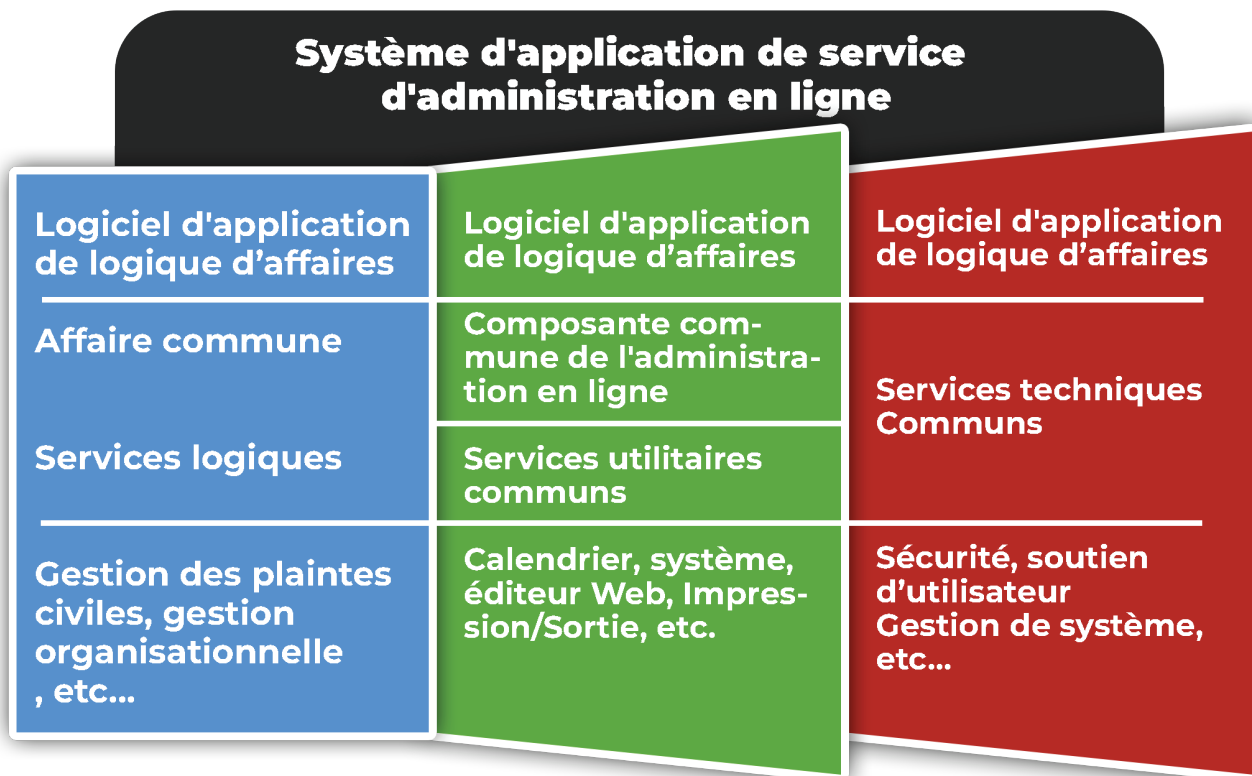 Système d'application de service
d'administration en ligne
Logiciel d'application
de logique d’affaires
Affaire commune
Services logiques
Gestion des plaintes
civiles, gestion
organisationnelle
, etc...
Logiciel d'application
de logique d’affaires
Composante com-
mune de l'administra-
tion en ligne
Services utilitaires
communs
Calendrier, système,
éditeur Web, Impres-
sion/Sortie, etc.
Logiciel d'application
de logique d’affaires
Services techniques
Communs
Sécurité, soutien
d’utilisateur
Gestion de système,
etc...